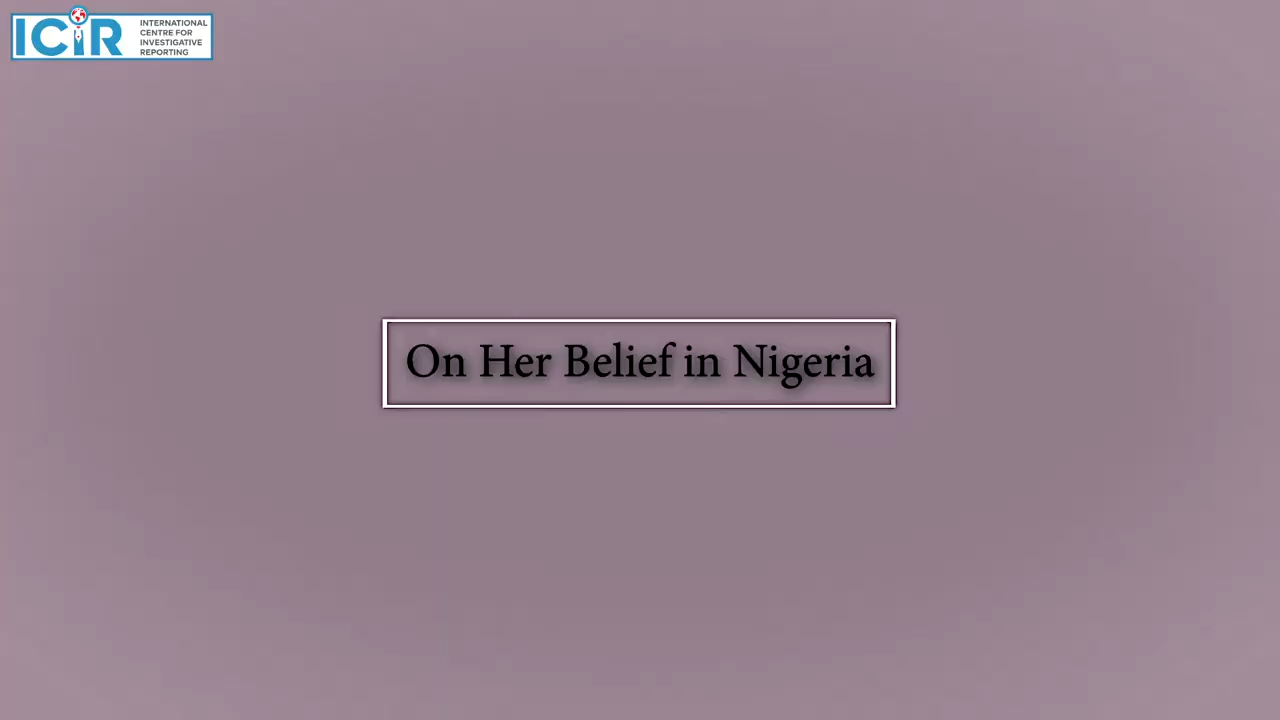 ICiR
INTERNATIONAL
CENTRE FOR
INVESTIGATIVE
REPORTING
On Her Belief in Nigeria